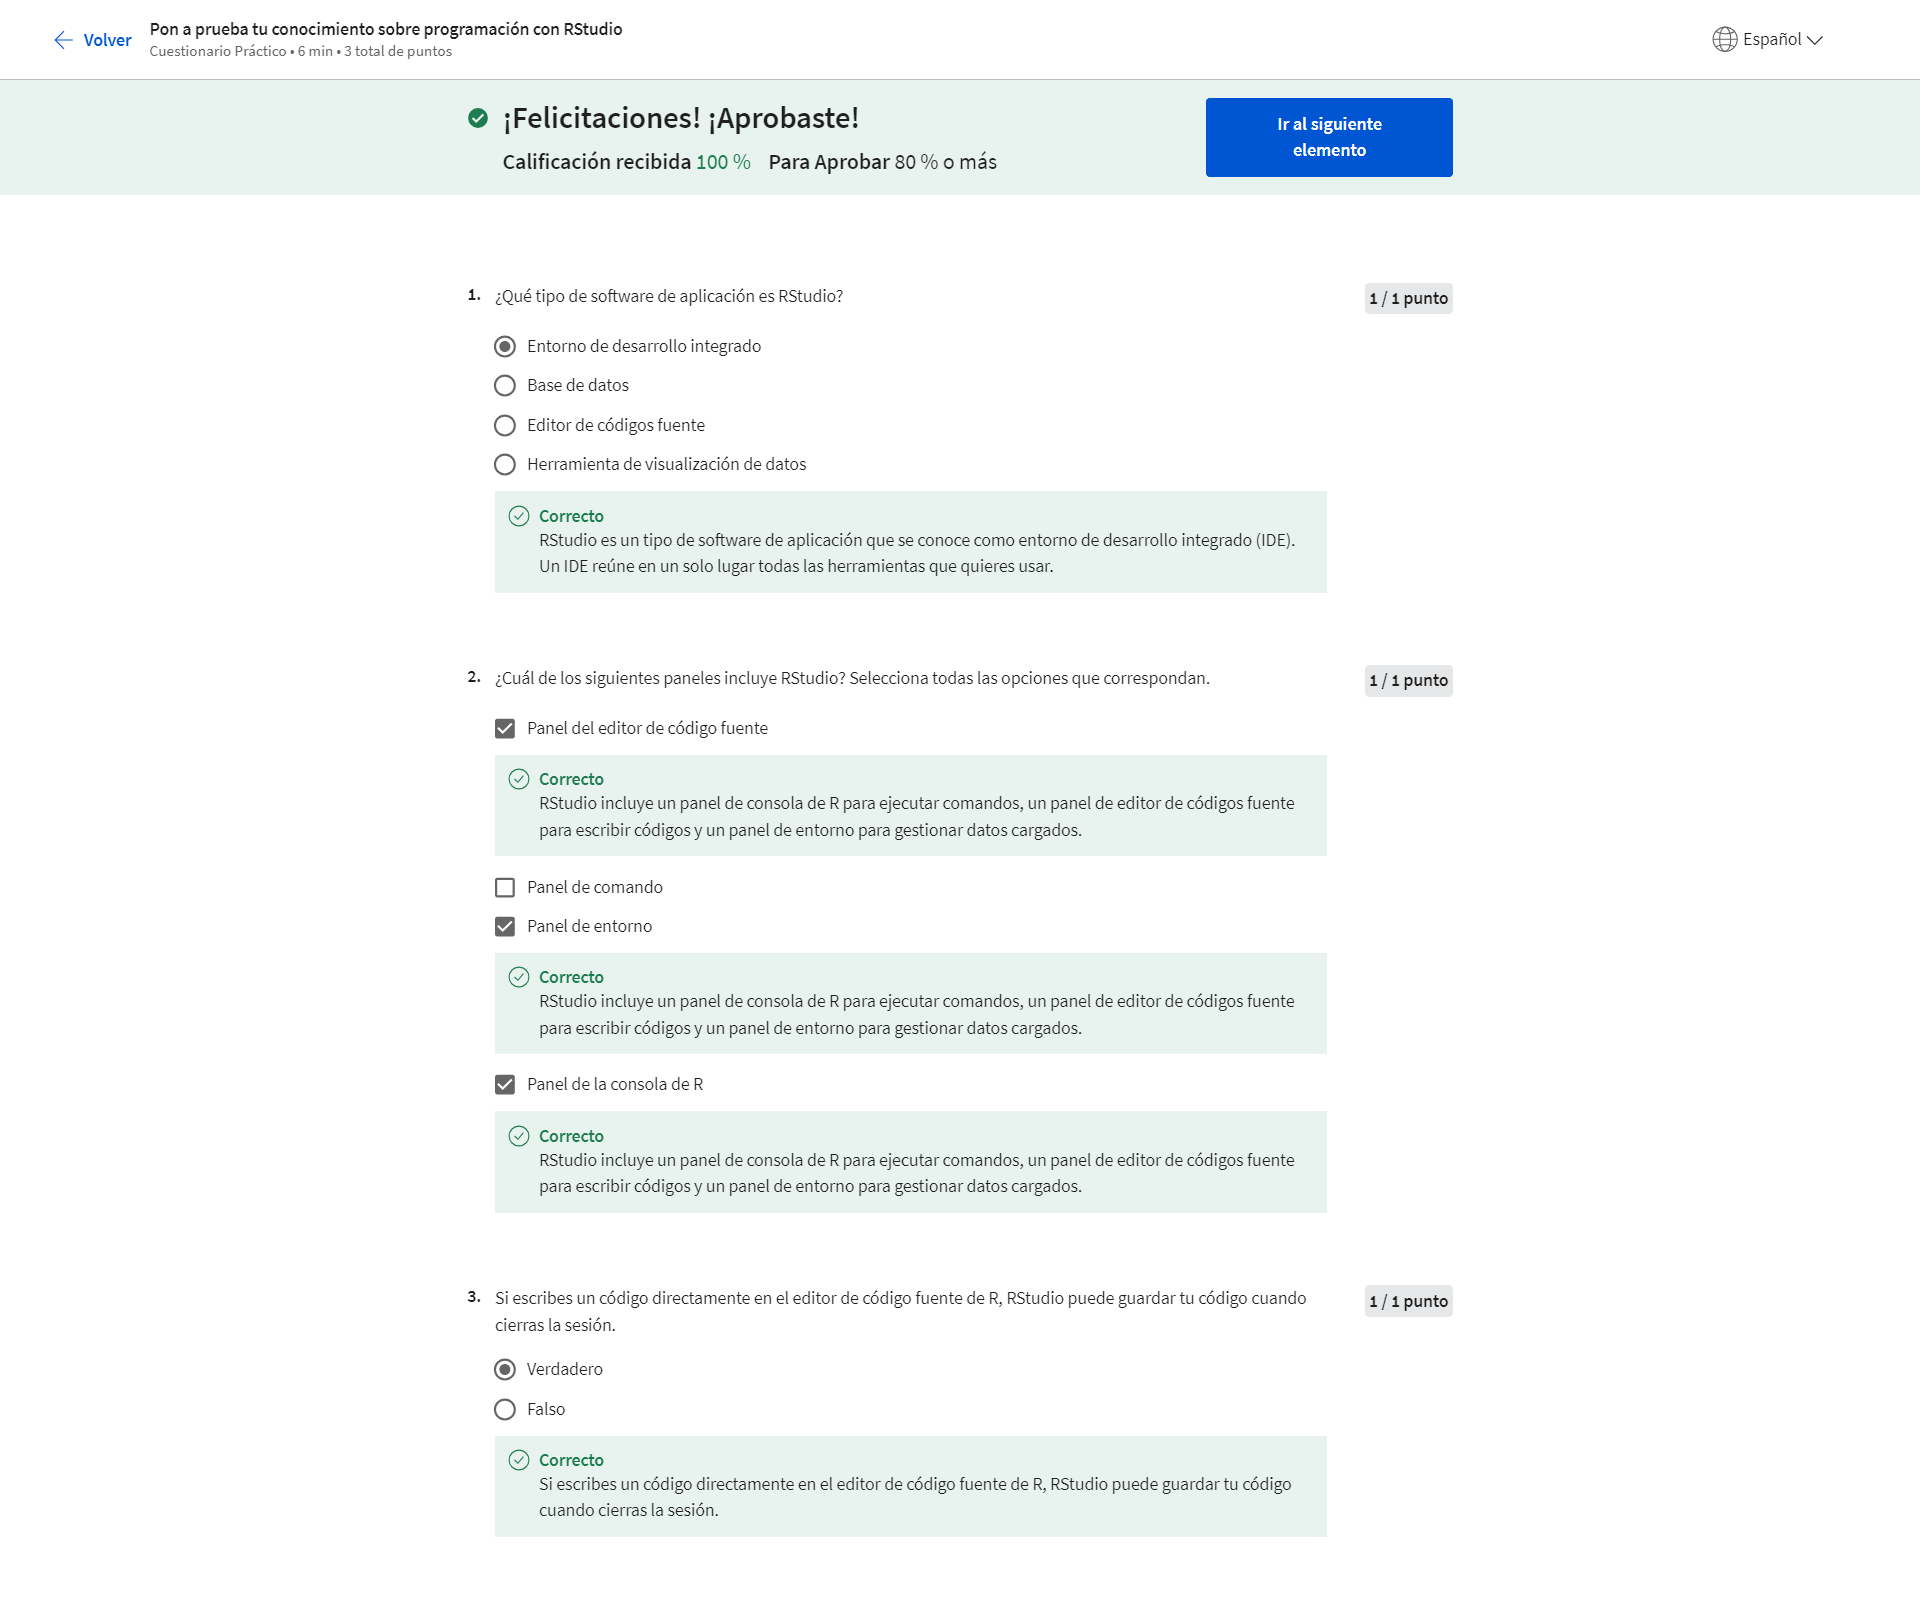 Volver
Pon a prueba tu conocimiento sobre programación con RStudio
Cuestionario Práctico • 6 min • 3 total de puntos
Español
¡Felicitaciones! ¡Aprobaste!
Calificación recibida 100 % Para Aprobar 80 % o más
Ir al siguiente
elemento
1. ¿Qué tipo de software de aplicación es RStudio?
1 / 1 punto
Entorno de desarrollo integrado
Base de datos
Editor de códigos fuente
Herramienta de visualización de datos
Correcto
RStudio es un tipo de software de aplicación que se conoce como entorno de desarrollo integrado (IDE).
Un IDE reúne en un solo lugar todas las herramientas que quieres usar.
2. ¿Cuál de los siguientes paneles incluye RStudio? Selecciona todas las opciones que correspondan.
1 / 1 punto
Panel del editor de código fuente
Correcto
RStudio incluye un panel de consola de R para ejecutar comandos, un panel de editor de códigos fuente
para escribir códigos y un panel de entorno para gestionar datos cargados.
Panel de comando
Panel de entorno
Correcto
RStudio incluye un panel de consola de R para ejecutar comandos, un panel de editor de códigos fuente
para escribir códigos y un panel de entorno para gestionar datos cargados.
Panel de la consola de R
Correcto
RStudio incluye un panel de consola de R para ejecutar comandos, un panel de editor de códigos fuente
para escribir códigos y un panel de entorno para gestionar datos cargados.
3. Si escribes un código directamente en el editor de código fuente de R, RStudio puede guardar tu código cuando
cierras la sesión.
1 / 1 punto
Verdadero
Falso
Correcto
Si escribes un código directamente en el editor de código fuente de R, RStudio puede guardar tu código
cuando cierras la sesión.